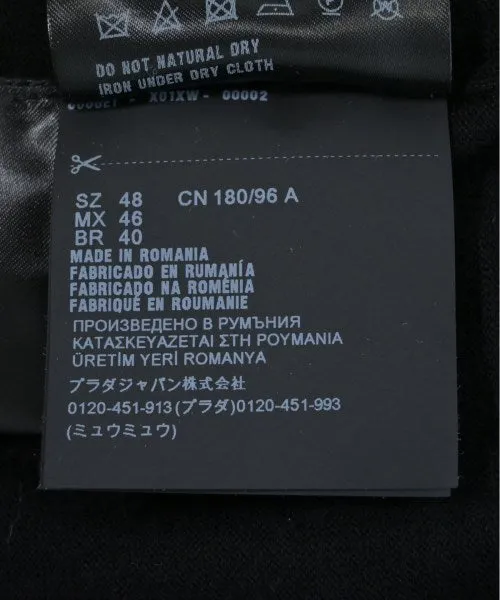 DO NOT NATURAL DRY
IRON UNDER DRY CLOTH
X01XW - 00002
SZ 48 CN 180/96 A
MX 46
BR 40
MADE IN ROMANIA
FABRICADO EN RUMANÍA
FABRICADO NA ROMÉNIA
FABRIQUÉ EN ROUMANIE
ПРОИЗВЕДЕНО В РУМЪНИЯ
ΚΑΤΑΣΚΕΥΑΖΕΤΑΙ ΣΤΗ ΡΟΥΜΑΝΙΑ
ÜRETİM YERİ ROMANYA
プラダジャパン株式会社
0120-451-913(プラダ)0120-451-993
(ミュウミュウ)